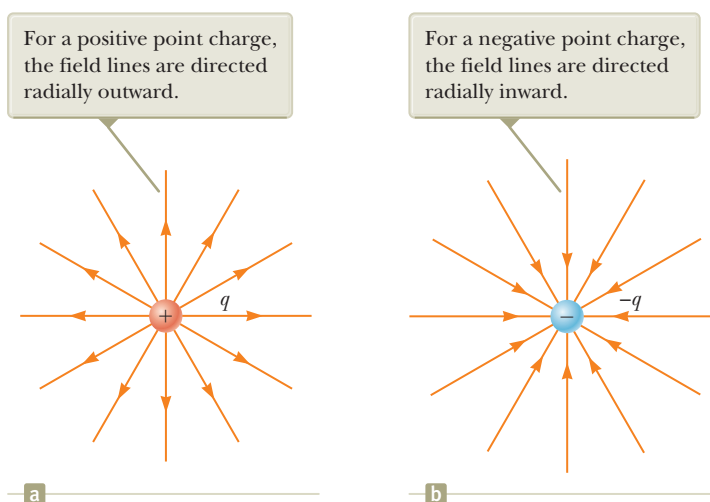 For a positive point charge,
the field lines are directed
radially outward.
For a negative point charge,
the field lines are directed
radially inward.
+
q
−
−q
a
b